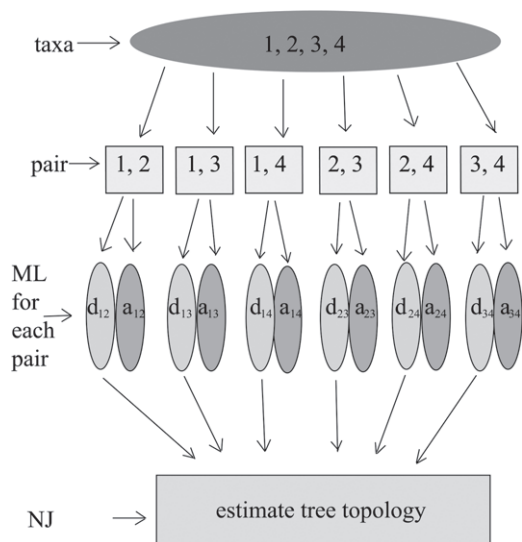 taxa
1, 2, 3, 4
pair
1, 2
1, 3
1, 4
2, 3
2, 4
3, 4
ML
for
each
pair
d12 a12
d13 a13
d14 a14
d23 a23
d24 a24
d34 a34
NJ
estimate tree topology